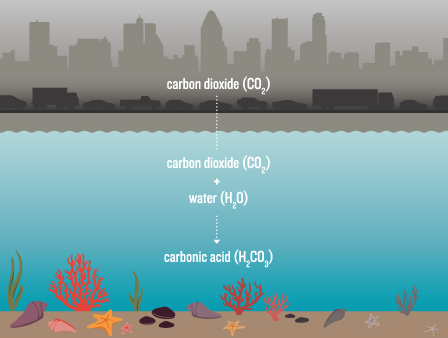 carbon dioxide (CO₂)
carbon dioxide (CO₂)
+
water (H₂O)
carbonic acid (H₂CO₃)